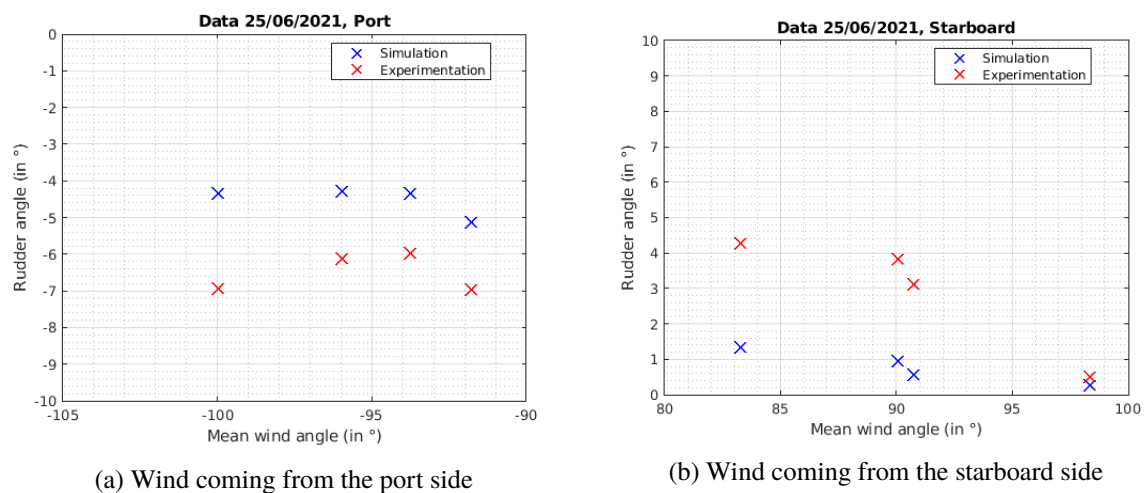 Data 25/06/2021, Port
Simulation
Experimentation
0
-1
-2
-3
-4
-5
-6
-7
-8
-9
-10
Rudder angle (in °)
-105
-100
-95
-90
Mean wind angle (in °)
(a) Wind coming from the port side
Data 25/06/2021, Starboard
Simulation
Experimentation
10
9
8
7
6
5
4
3
2
1
0
Rudder angle (in °)
80
85
90
95
100
Mean wind angle (in °)
(b) Wind coming from the starboard side